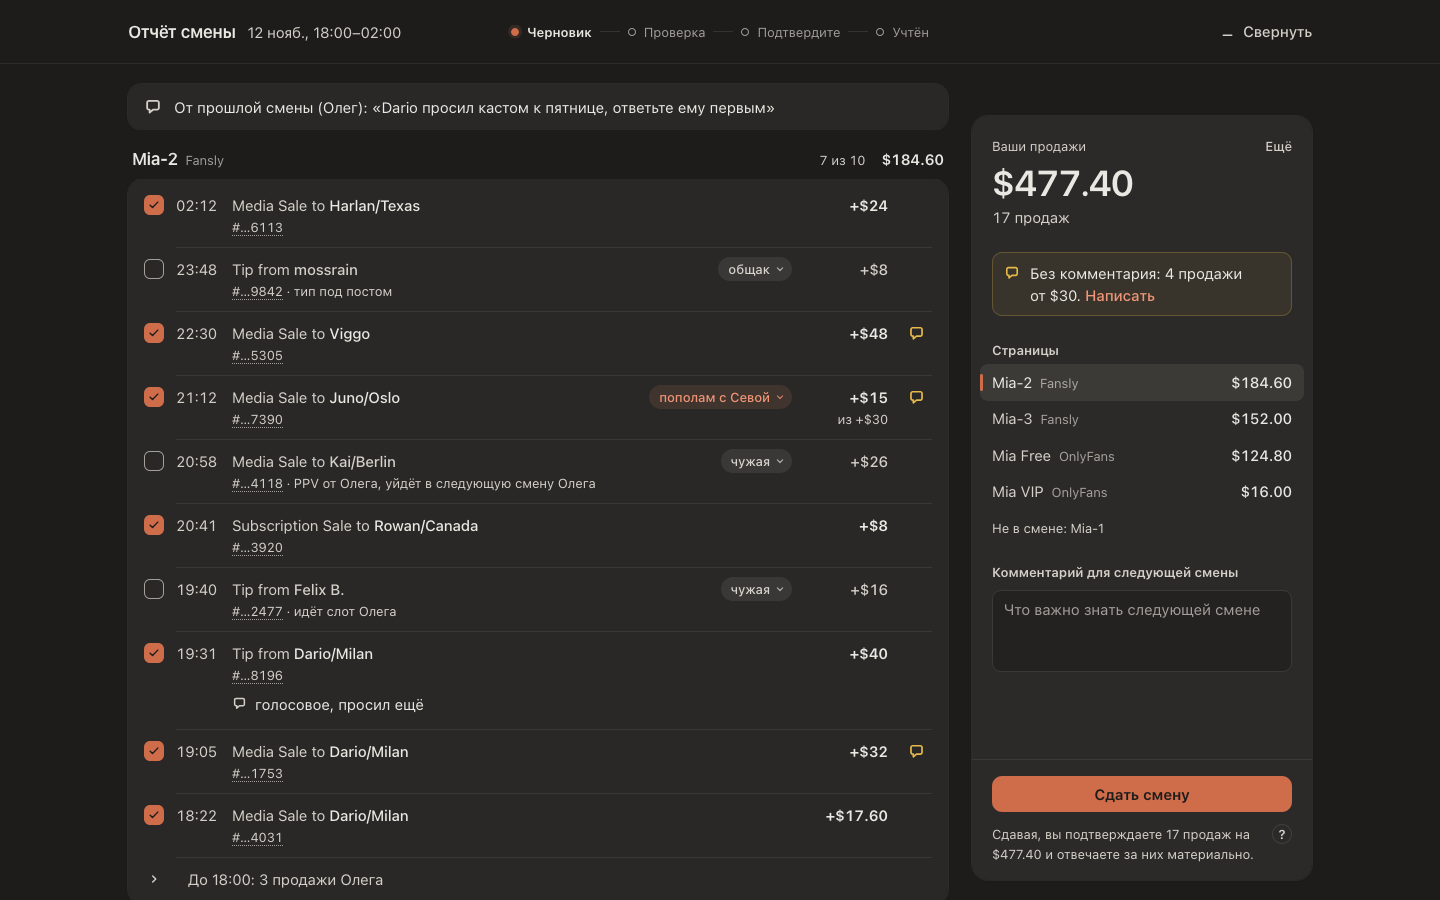 Отчёт смены 12 нояб., 18:00–02:00
Черновик Проверка Подтвердите Учтён
Свернуть
От прошлой смены (Олег): «Dario просил кастом к пятнице, ответьте ему первым»
Mia-2 Fansly 7 из 10 $184.60
02:12 Media Sale to Harlan/Texas +$24
#…6113
23:48 Tip from mossrain общак +$8
#…9842 · тип под постом
22:30 Media Sale to Viggo +$48
#…5305
21:12 Media Sale to Juno/Oslo пополам с Севой +$15
#…7390 из +$30
20:58 Media Sale to Kai/Berlin чужая +$26
#…4118 · PPV от Олега, уйдёт в следующую смену Олега
20:41 Subscription Sale to Rowan/Canada +$8
#…3920
19:40 Tip from Felix B. чужая +$16
#…2477 · идёт слот Олега
19:31 Tip from Dario/Milan +$40
#…8196
голосовое, просил ещё
19:05 Media Sale to Dario/Milan +$32
#…1753
18:22 Media Sale to Dario/Milan +$17.60
#…4031
До 18:00: 3 продажи Олега
Ваши продажи Ещё
$477.40
17 продаж
Без комментария: 4 продажи
от $30. Написать
Страницы
Mia-2 Fansly $184.60
Mia-3 Fansly $152.00
Mia Free OnlyFans $124.80
Mia VIP OnlyFans $16.00
Не в смене: Mia-1
Комментарий для следующей смены
Что важно знать следующей смене
Сдать смену
Сдавая, вы подтверждаете 17 продаж на ?
$477.40 и отвечаете за них материально.